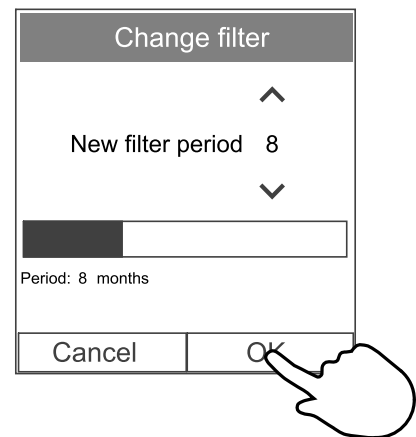 Change filter
New filter period 8
Period: 8 months
Cancel OK